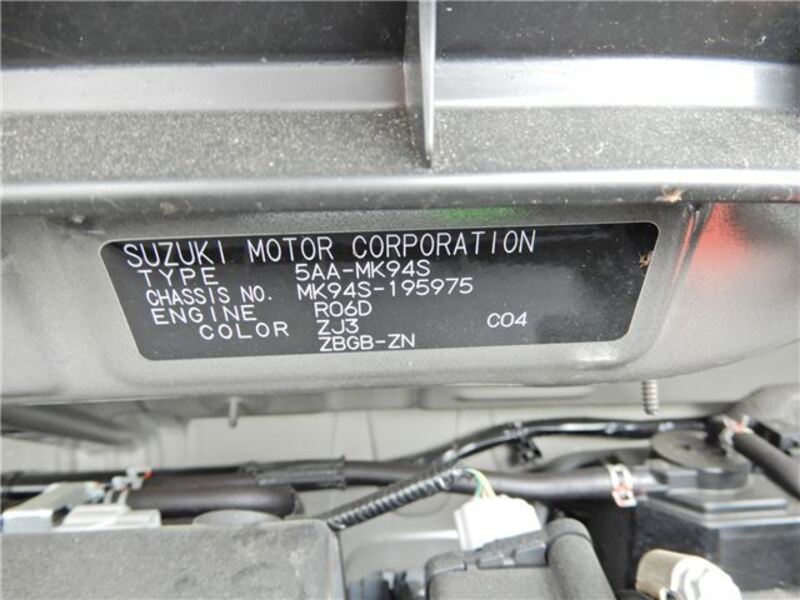 SUZUKI MOTOR CORPORATION
TYPE 5AA-MK94S
CHASSIS NO. MK94S-195975
ENGINE R06D
COLOR ZJ3 C04
ZBGB-ZN